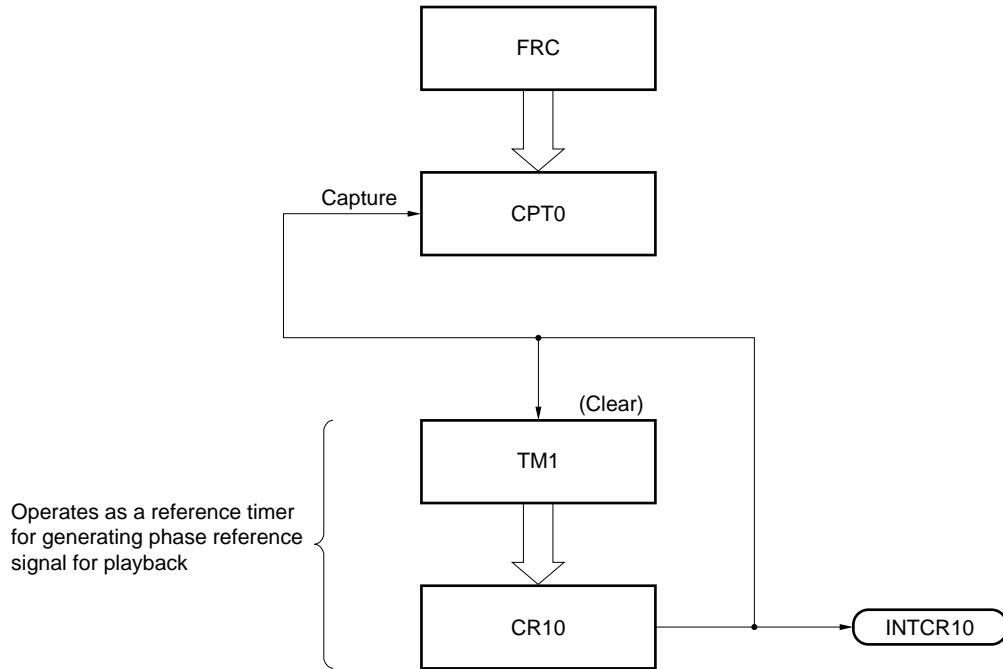 FRC
Capture
CPT0
(Clear)
TM1
Operates as a reference timer
for generating phase reference
signal for playback
CR10
INTCR10